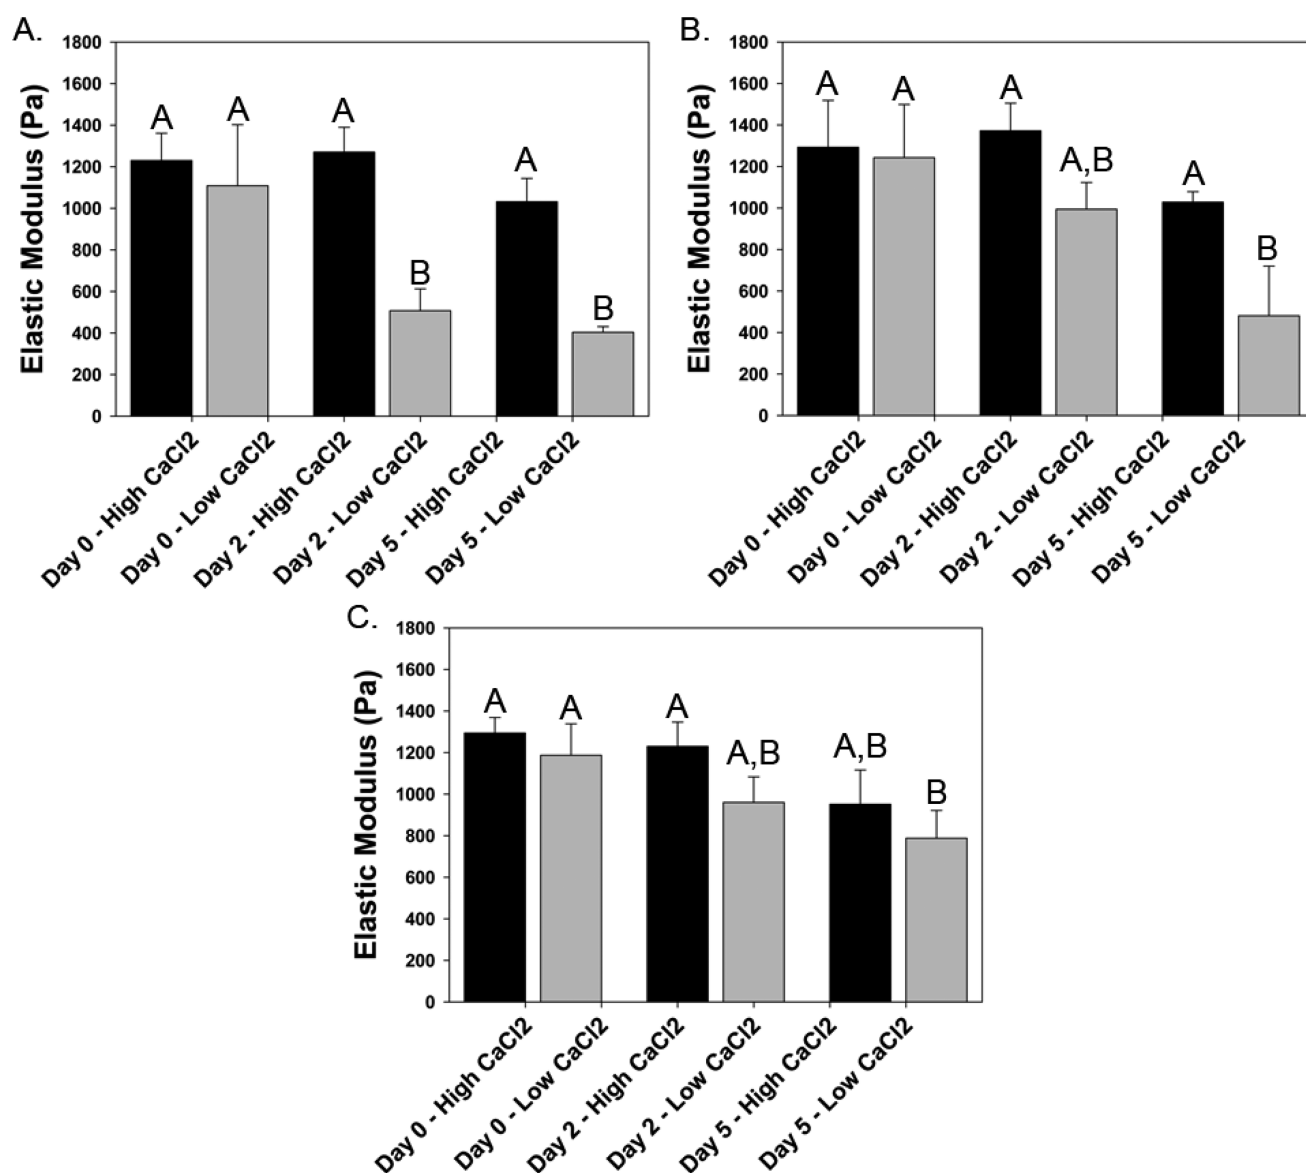 A.
Elastic Modulus (Pa)
1800
1600
1400
1200
1000
800
600
400
200
0
A
A
A
B
A
B
Day 0 - High CaCl2
Day 0 - Low CaCl2
Day 2 - High CaCl2
Day 2 - Low CaCl2
Day 5 - High CaCl2
Day 5 - Low CaCl2
B.
Elastic Modulus (Pa)
1800
1600
1400
1200
1000
800
600
400
200
0
A
A
A
A,B
A
B
Day 0 - High CaCl2
Day 0 - Low CaCl2
Day 2 - High CaCl2
Day 2 - Low CaCl2
Day 5 - High CaCl2
Day 5 - Low CaCl2
C.
Elastic Modulus (Pa)
1800
1600
1400
1200
1000
800
600
400
200
0
A
A
A
A,B
A,B
B
Day 0 - High CaCl2
Day 0 - Low CaCl2
Day 2 - High CaCl2
Day 2 - Low CaCl2
Day 5 - High CaCl2
Day 5 - Low CaCl2